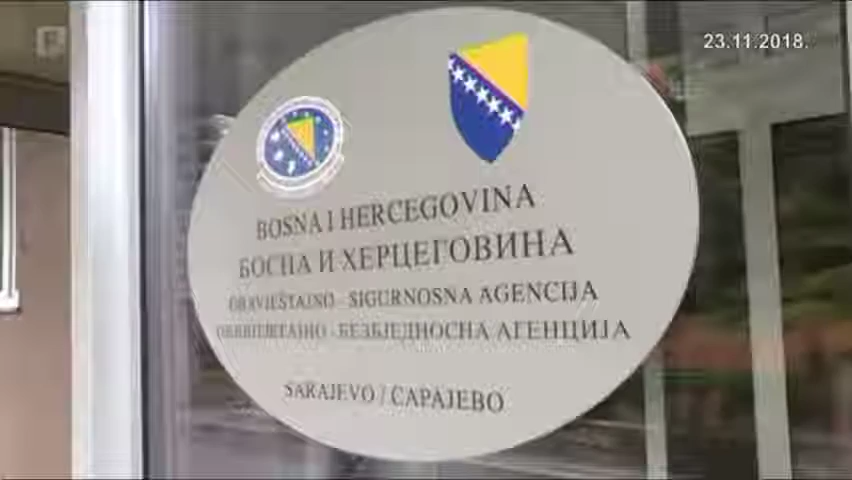 23.11.2018.
BOSNA I HERCEGOVINA
БОСНА И ХЕРЦЕГОВИНА
OBAVJEŠTAJNO - SIGURNOSNA AGENCIJA
ОБАВЈЕШТАЈНО - БЕЗБЈЕДНОСНА АГЕНЦИЈА
SARAJEVO / САРАЈЕВО